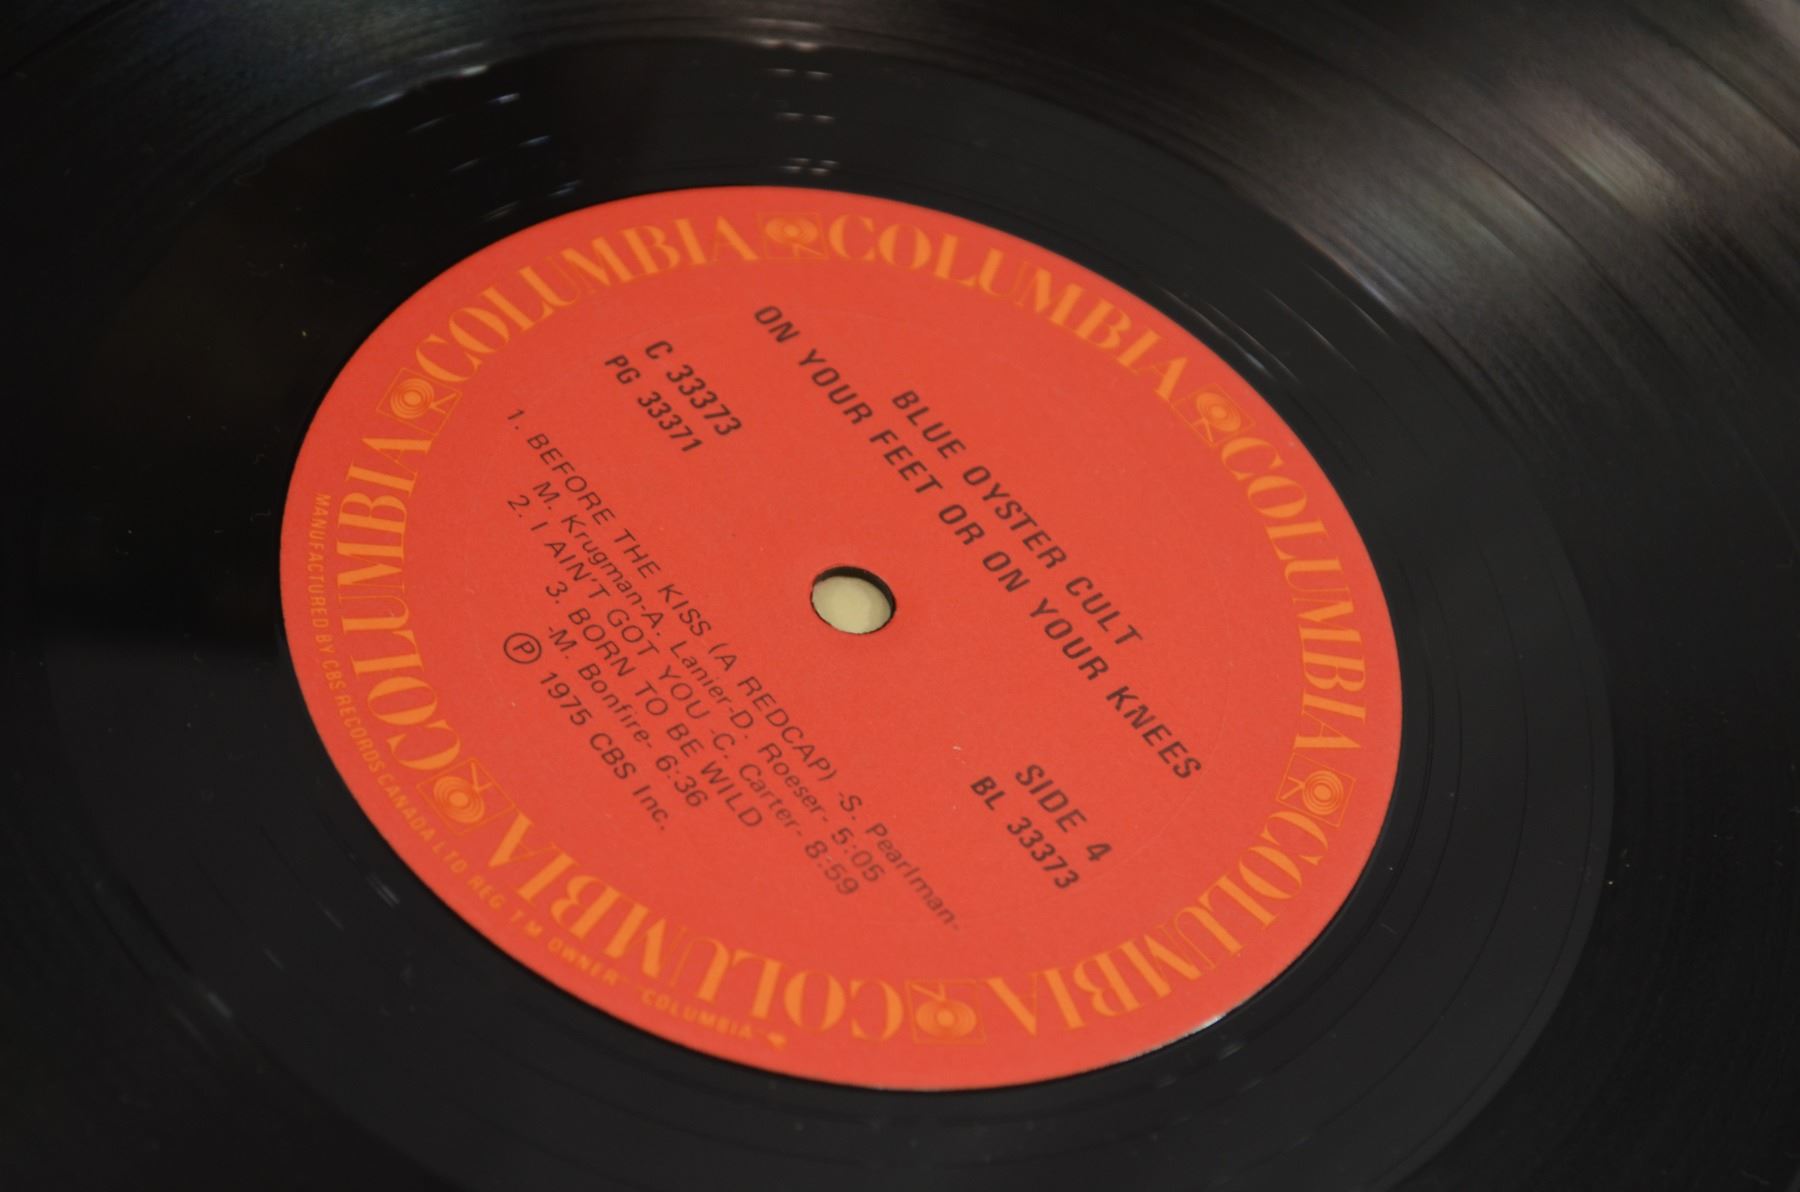 COLUMBIA COLUMBIA COLUMBIA COLUMBIA COLUMBIA COLUMBIA
BLUE OYSTER CULT
ON YOUR FEET OR ON YOUR KNEES
C 33373
PG 33371
SIDE 4
BL 33373
1. BEFORE THE KISS (A REDCAP) -S. Pearlman-
M. Krugman-A. Lanier-D. Roeser- 5:05
2. I AIN'T GOT YOU -C. Carter- 8:59
3. BORN TO BE WILD
-M. Bonfire- 6:36
Ⓟ 1975 CBS Inc.
MANUFACTURED BY CBS RECORDS CANADA LTD REG T M OWNER "COLUMBIA"